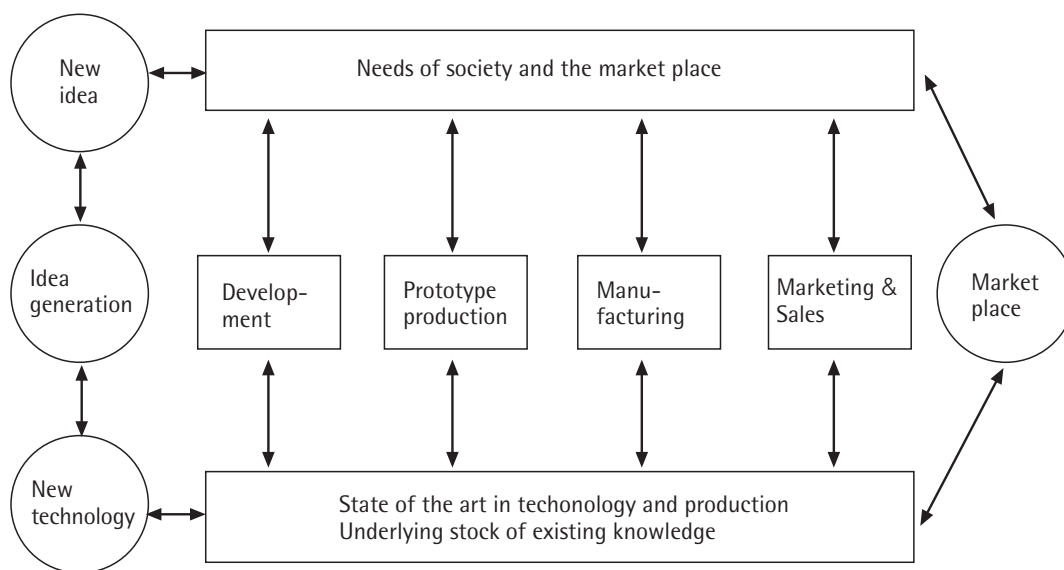 New
idea
Needs of society and the market place
Idea
generation
Develop-
ment
Prototype
production
Manu-
facturing
Marketing &
Sales
Market
place
New
technology
State of the art in techonology and production
Underlying stock of existing knowledge